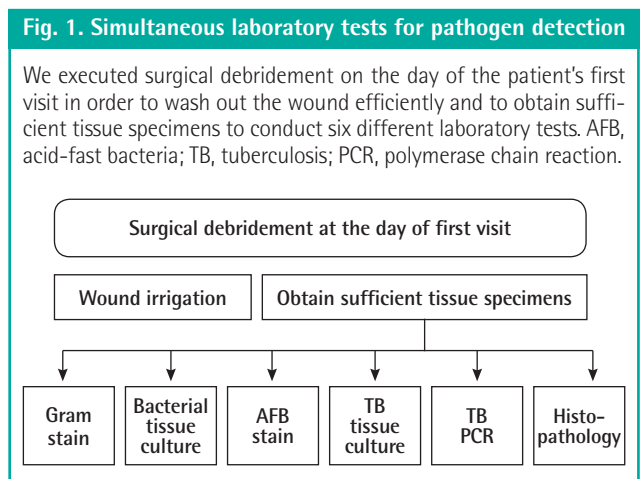 Fig. 1. Simultaneous laboratory tests for pathogen detection
We executed surgical debridement on the day of the patient's first
visit in order to wash out the wound efficiently and to obtain suffi-
cient tissue specimens to conduct six different laboratory tests. AFB,
acid-fast bacteria; TB, tuberculosis; PCR, polymerase chain reaction.
Surgical debridement at the day of first visit
Wound irrigation
Obtain sufficient tissue specimens
Gram
stain
Bacterial
tissue
culture
AFB
stain
TB
tissue
culture
TB
PCR
Histo-
pathology